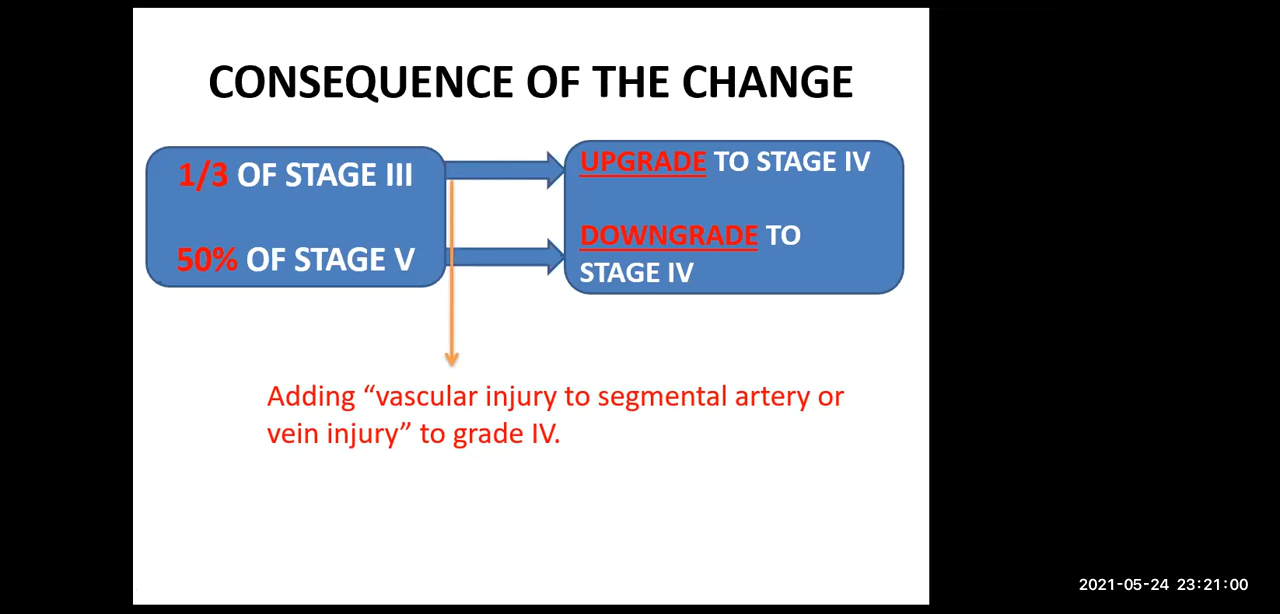 CONSEQUENCE OF THE CHANGE
1/3 OF STAGE III
50% OF STAGE V
UPGRADE TO STAGE IV
DOWNGRADE TO
STAGE IV
Adding “vascular injury to segmental artery or
vein injury” to grade IV.
2021-05-24 23:21:00